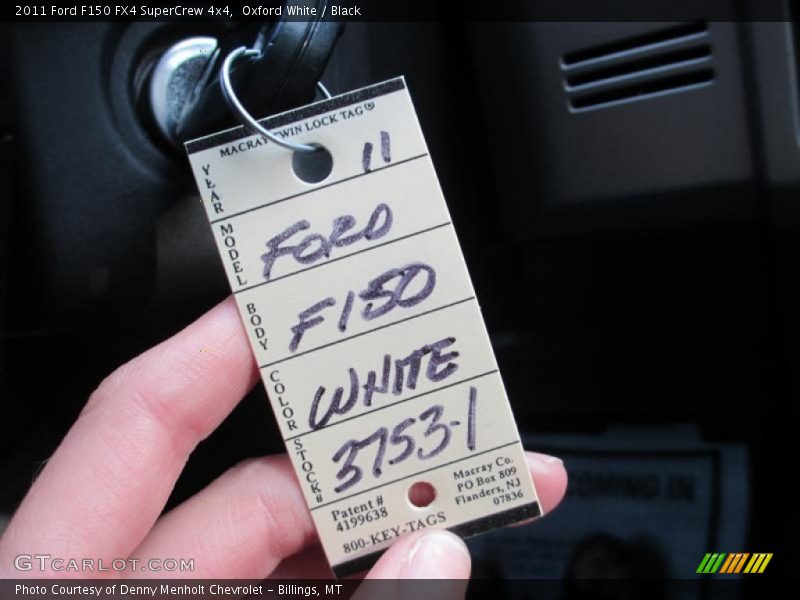 2011 Ford F150 FX4 SuperCrew 4x4, Oxford White / Black
MACRAY TWIN LOCK TAG®
YEAR 11
MODEL FORD
BODY F150
COLOR WHITE
STOCK# 3753-1
Patent #
4199638
Macray Co.
PO Box 809
Flanders, NJ
07836
800-KEY-TAGS
COMING IN
GTCARLOT.COM
Photo Courtesy of Denny Menholt Chevrolet – Billings, MT